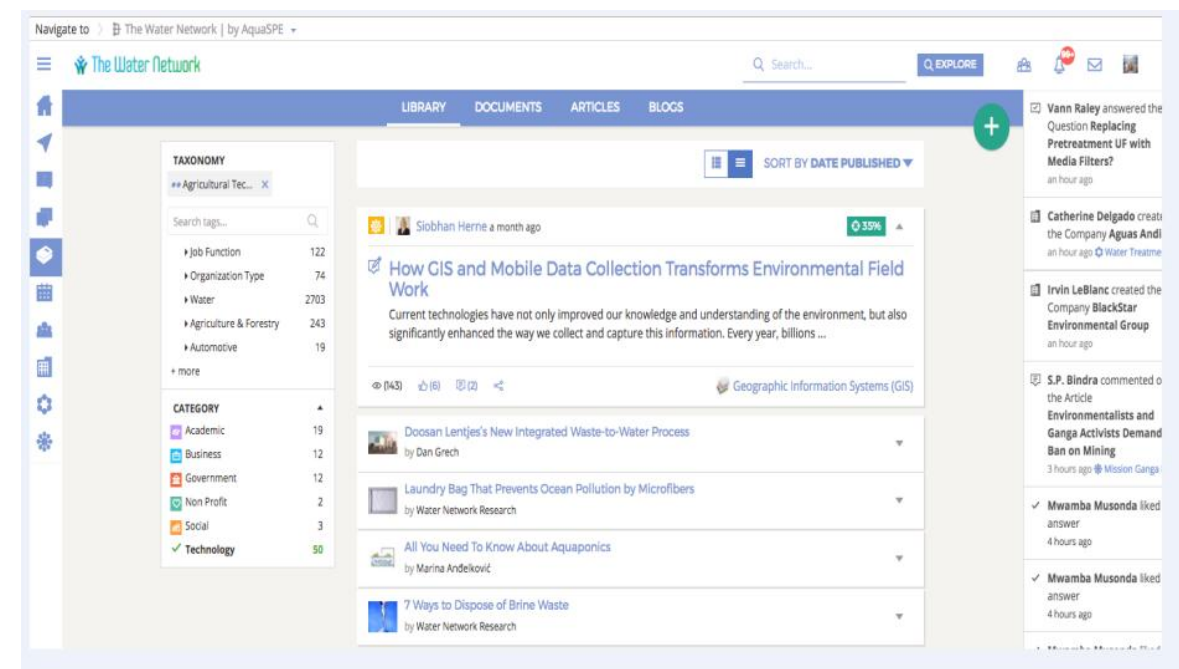 Navigate to
The Water Network | by AquaSPE
The Water Network
Search...
EXPLORE
99+
LIBRARY
DOCUMENTS
ARTICLES
BLOGS
TAXONOMY
Agricultural Tec... X
Search tags...
Job Function 122
Organization Type 74
Water 2703
Agriculture & Forestry 243
Automotive 19
+ more
CATEGORY
Academic 19
Business 12
Government 12
Non Profit 2
Social 3
Technology 50
SORT BY DATE PUBLISHED
Siobhan Herne a month ago
35%
How GIS and Mobile Data Collection Transforms Environmental Field
Work
Current technologies have not only improved our knowledge and understanding of the environment, but also
significantly enhanced the way we collect and capture this information. Every year, billions ...
(143) (6) (2)
Geographic Information Systems (GIS)
Doosan Lentjes's New Integrated Waste-to-Water Process
by Dan Grech
Laundry Bag That Prevents Ocean Pollution by Microfibers
by Water Network Research
All You Need To Know About Aquaponics
by Marina Anđelković
7 Ways to Dispose of Brine Waste
by Water Network Research
Vann Raley answered the
Question Replacing
Pretreatment UF with
Media Filters?
an hour ago
Catherine Delgado creat
the Company Aguas Andi
an hour ago Water Treatme
Irvin LeBlanc created the
Company BlackStar
Environmental Group
an hour ago
S.P. Bindra commented o
the Article
Environmentalists and
Ganga Activists Demand
Ban on Mining
3 hours ago Mission Ganga
Mwamba Musonda liked
answer
4 hours ago
Mwamba Musonda liked
answer
4 hours ago